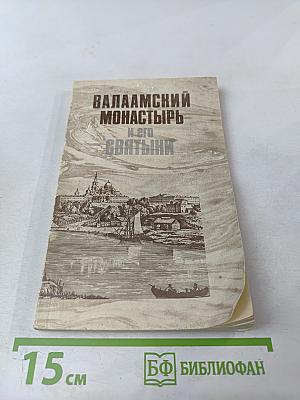 ВАЛААМСКИЙ
МОНАСТЫРЬ
И ЕГО
СВЯТЫНИ
15 см
БФ БИБЛИОФАН